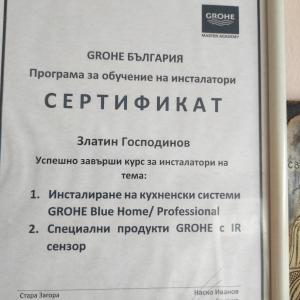 GROHE
MASTER ACADEMY
GROHE БЪЛГАРИЯ
Програма за обучение на инсталатори
СЕРТИФИКАТ
Златин Господинов
Успешно завърши курс за инсталатори на
тема:
1. Инсталиране на кухненски системи
GROHE Blue Home/ Professional
2. Специални продукти GROHE с IR
сензор
Стара Загора
Наско Иванов